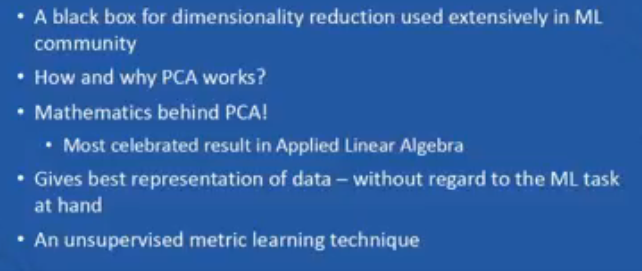 • A black box for dimensionality reduction used extensively in ML
community
• How and why PCA works?
• Mathematics behind PCA!
• Most celebrated result in Applied Linear Algebra
• Gives best representation of data – without regard to the ML task
at hand
• An unsupervised metric learning technique